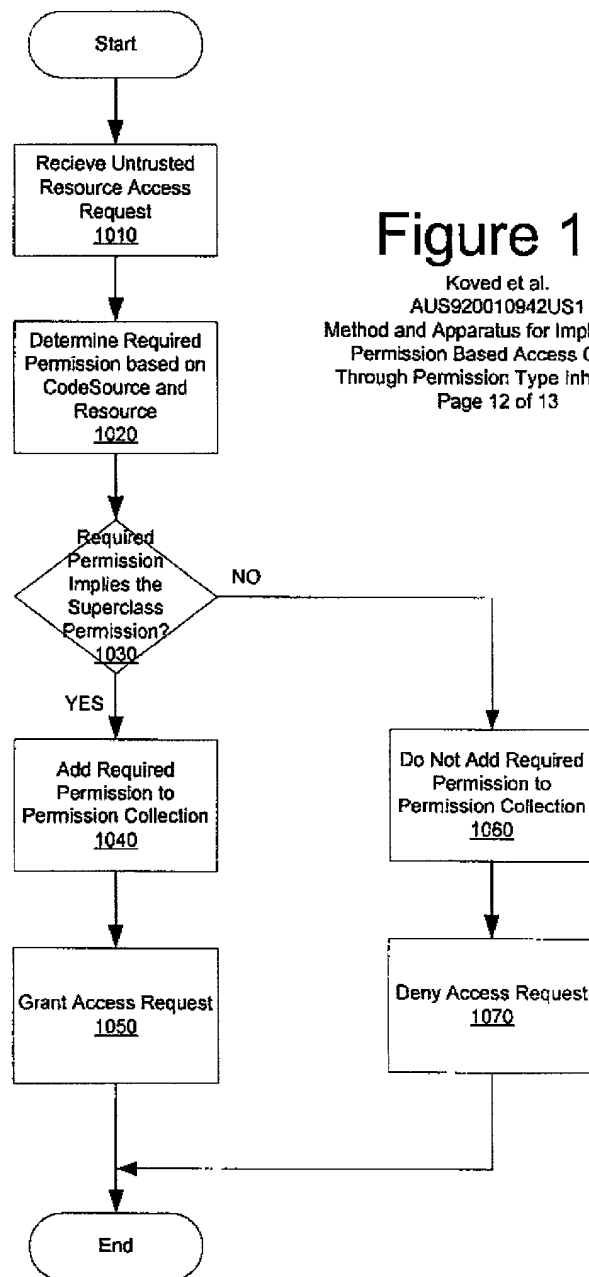 Start
Recieve Untrusted
Resource Access
Request
1010
Figure 1
Koved et al.
AUS920010942US1
Method and Apparatus for Impl
Permission Based Access
Through Permission Type Inh
Page 12 of 13
Determine Required
Permission based on
CodeSource and
Resource
1020
Required
Permission
Implies the
Superclass
Permission?
1030
NO
YES
Add Required
Permission to
Permission Collection
1040
Do Not Add Required
Permission to
Permission Collection
1060
Grant Access Request
1050
Deny Access Request
1070
End